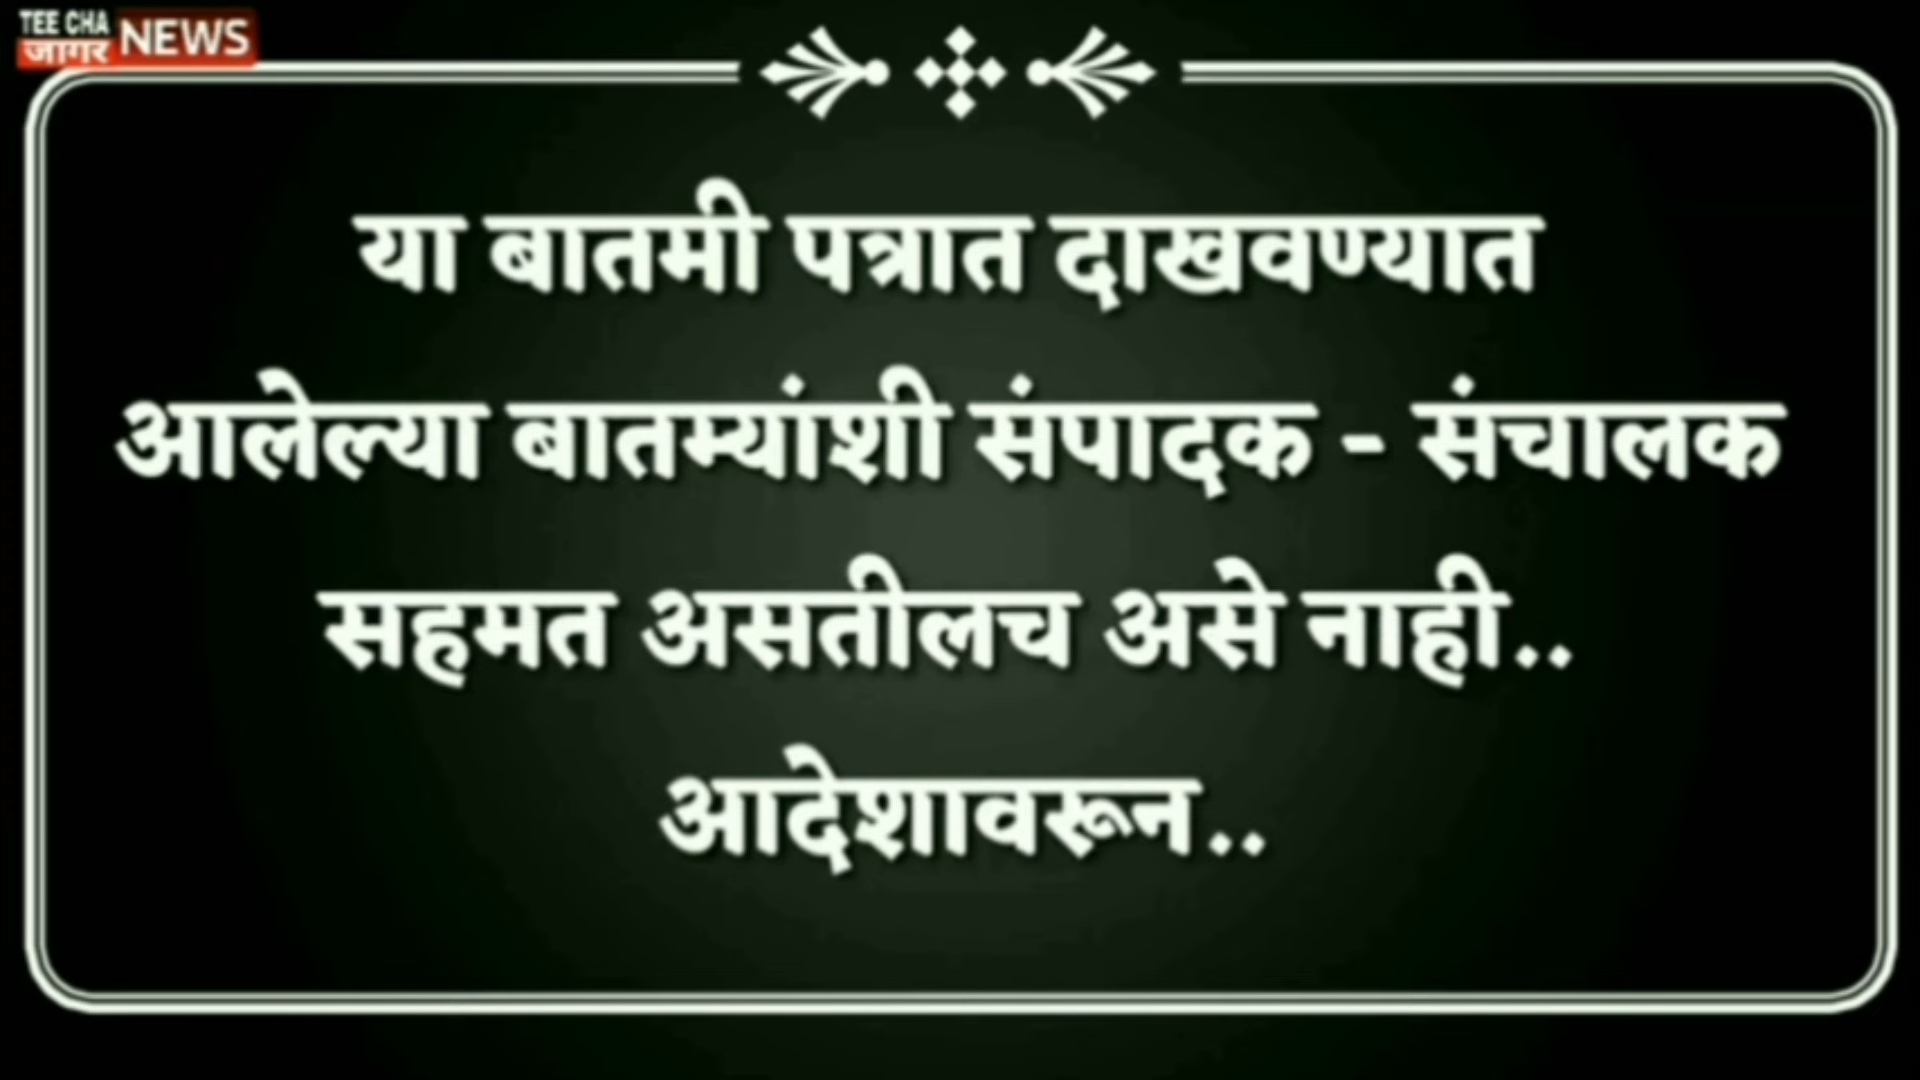 TEE CHA
जागर NEWS
या बातमी पत्रात दाखवण्यात
आलेल्या बातम्यांशी संपादक - संचालक
सहमत असतीलच असे नाही..
आदेशावरून..